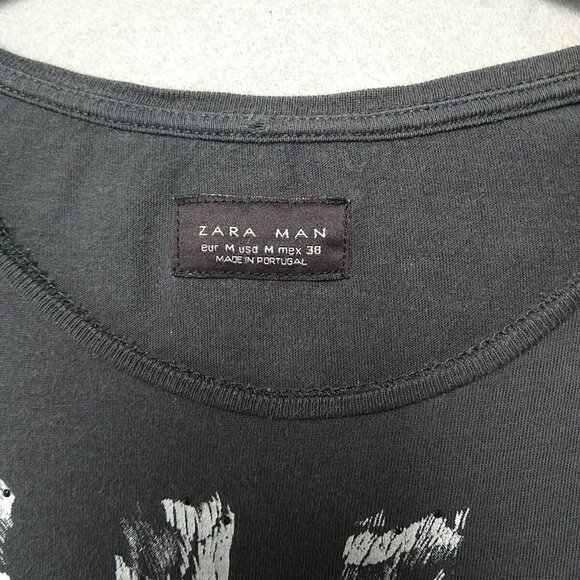 ZARA MAN
eur M usa M mex 38
MADE IN PORTUGAL